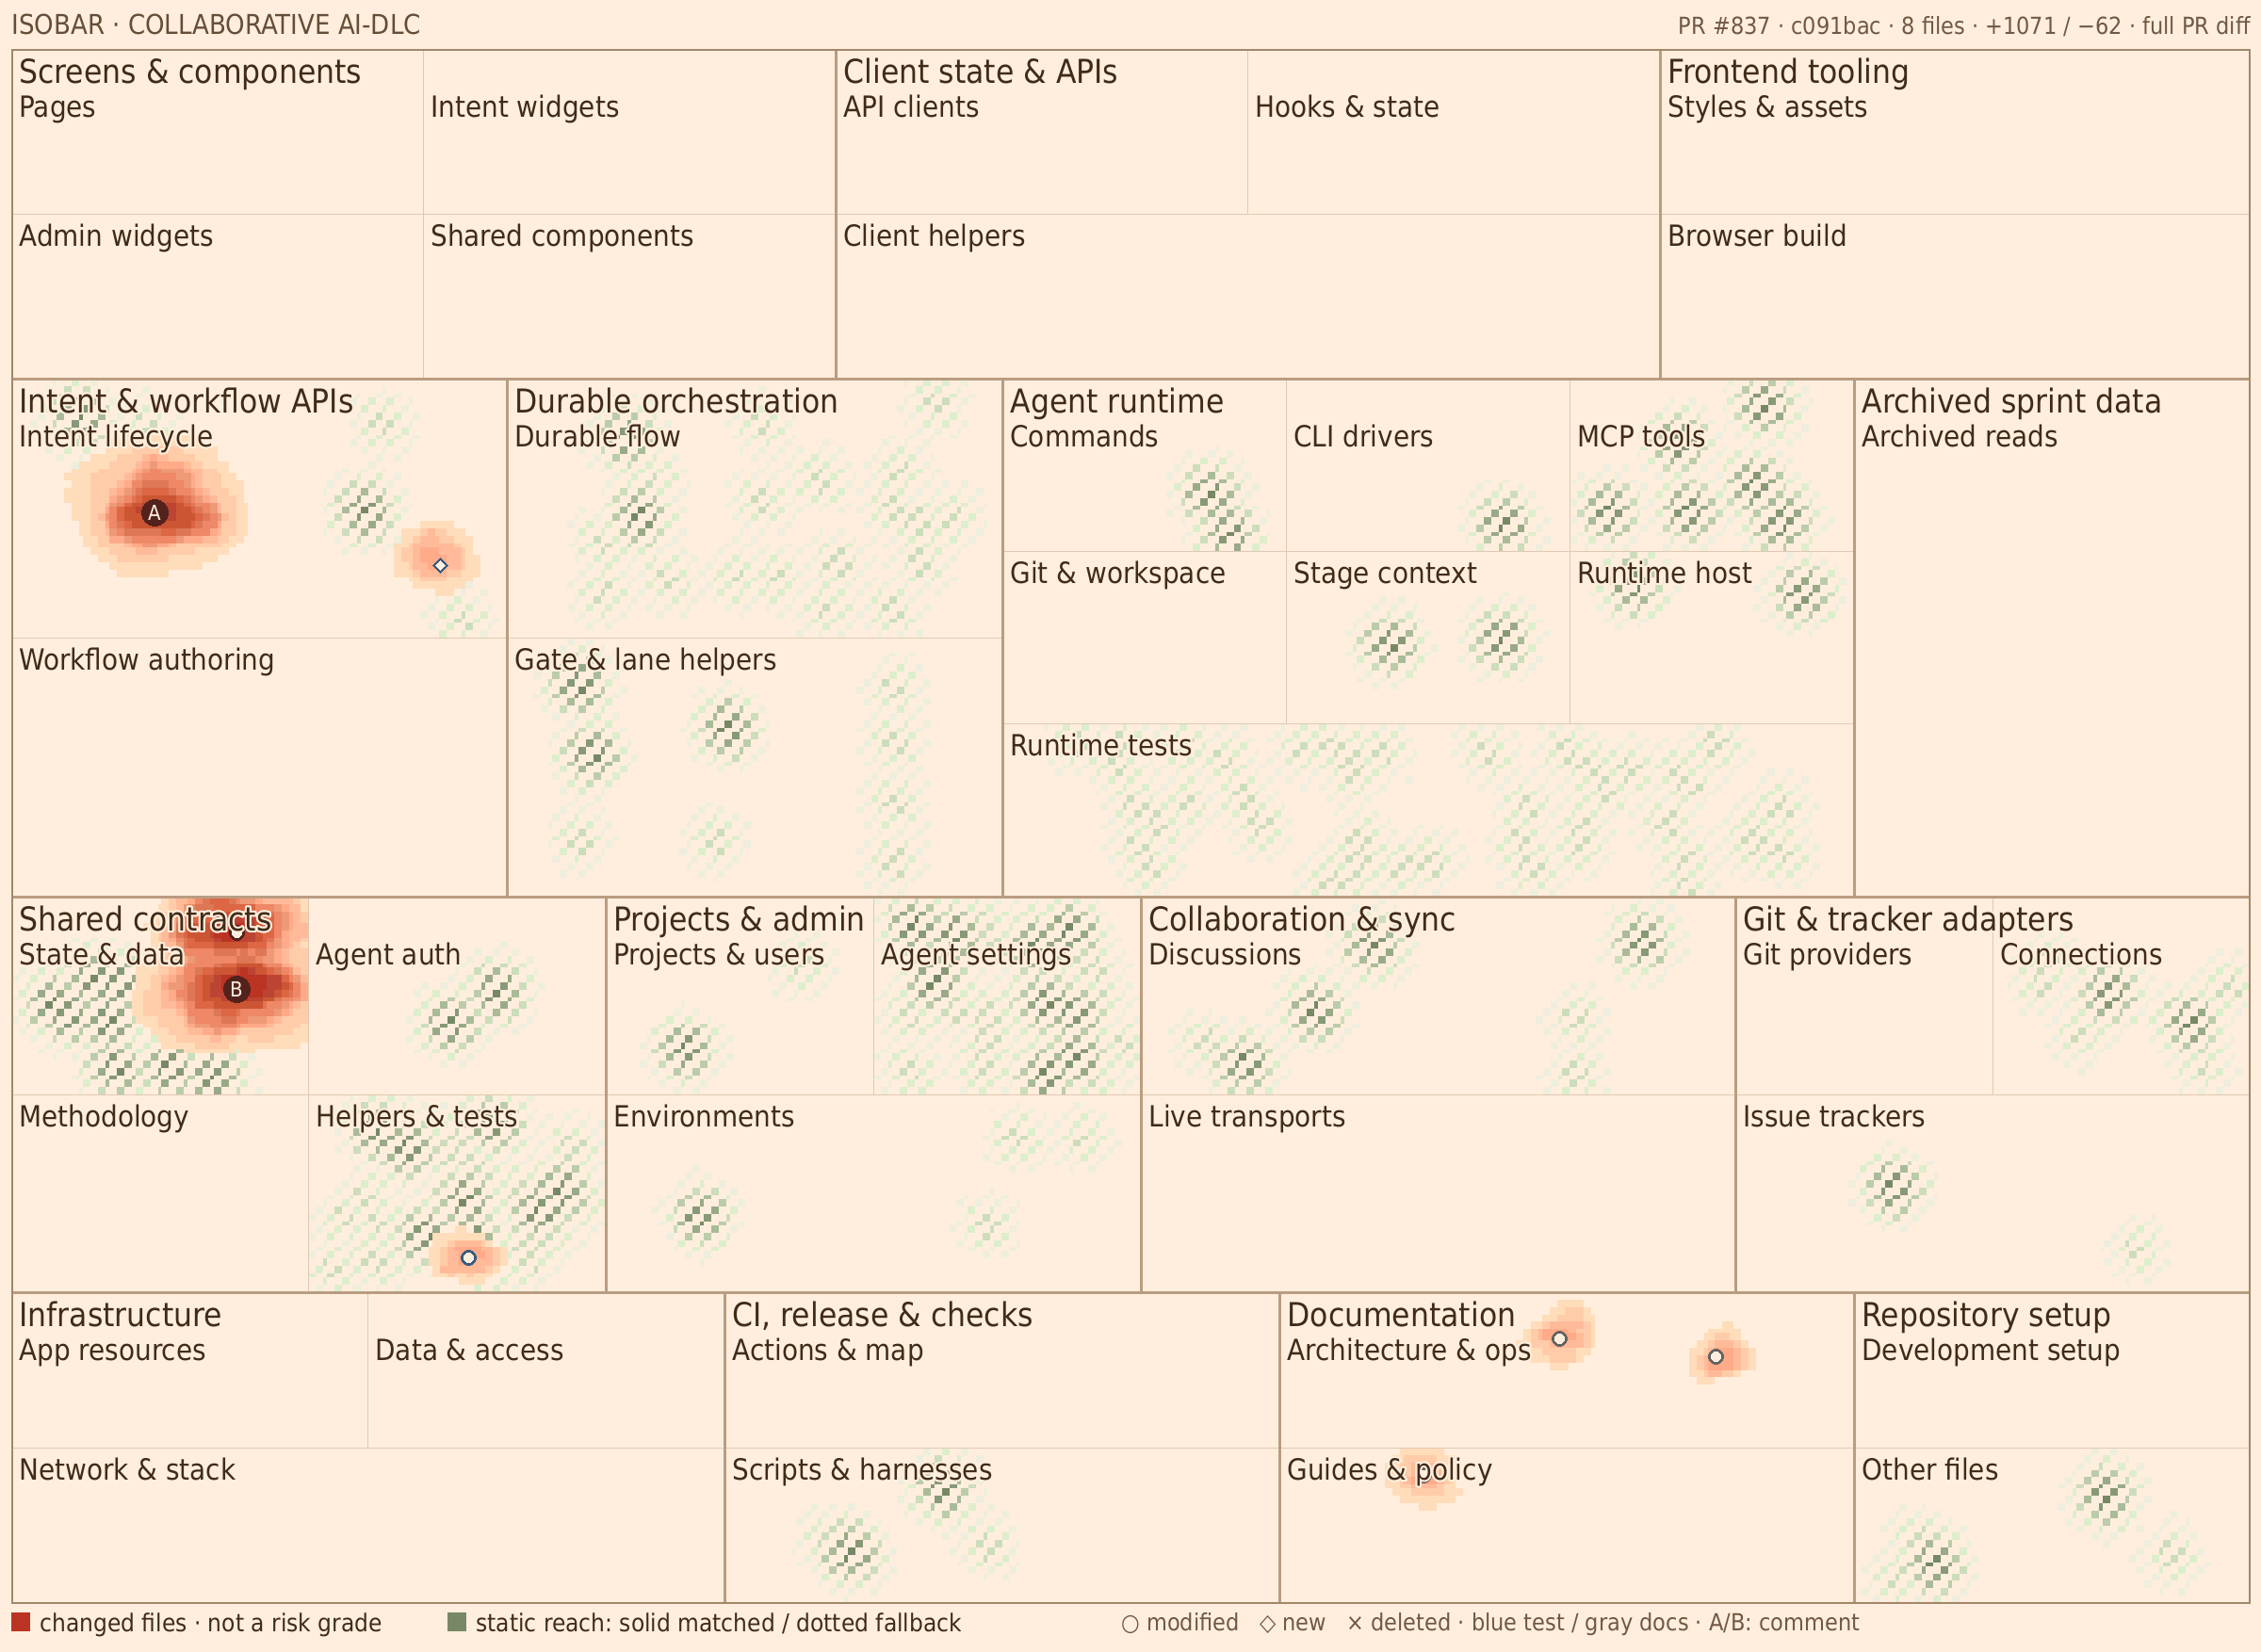 ISOBAR · COLLABORATIVE AI-DLC
PR #837 · c091bac · 8 files · +1071 / −62 · full PR diff
Screens & components
Pages
Intent widgets
Client state & APIs
API clients
Hooks & state
Frontend tooling
Styles & assets
Admin widgets
Shared components
Client helpers
Browser build
Intent & workflow APIs
Intent lifecycle
A
Durable orchestration
Durable flow
Agent runtime
Commands
CLI drivers
MCP tools
Archived sprint data
Archived reads
Git & workspace
Stage context
Runtime host
Workflow authoring
Gate & lane helpers
Runtime tests
Shared contracts
State & data
B
Agent auth
Projects & admin
Projects & users
Agent settings
Collaboration & sync
Discussions
Git & tracker adapters
Git providers
Connections
Methodology
Helpers & tests
Environments
Live transports
Issue trackers
Infrastructure
App resources
Data & access
CI, release & checks
Actions & map
Documentation
Architecture & ops
Repository setup
Development setup
Network & stack
Scripts & harnesses
Guides & policy
Other files
changed files · not a risk grade
static reach: solid matched / dotted fallback
○ modified ◇ new × deleted · blue test / gray docs · A/B: comment